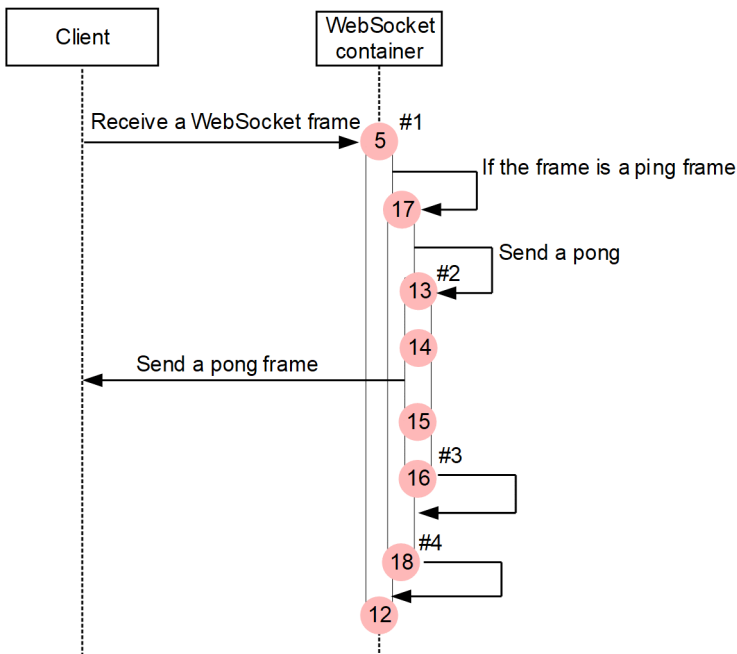 Client
WebSocket
container
Receive a WebSocket frame
#1
5
If the frame is a ping frame
17
Send a pong
#2
13
14
Send a pong frame
15
#3
16
#4
18
12